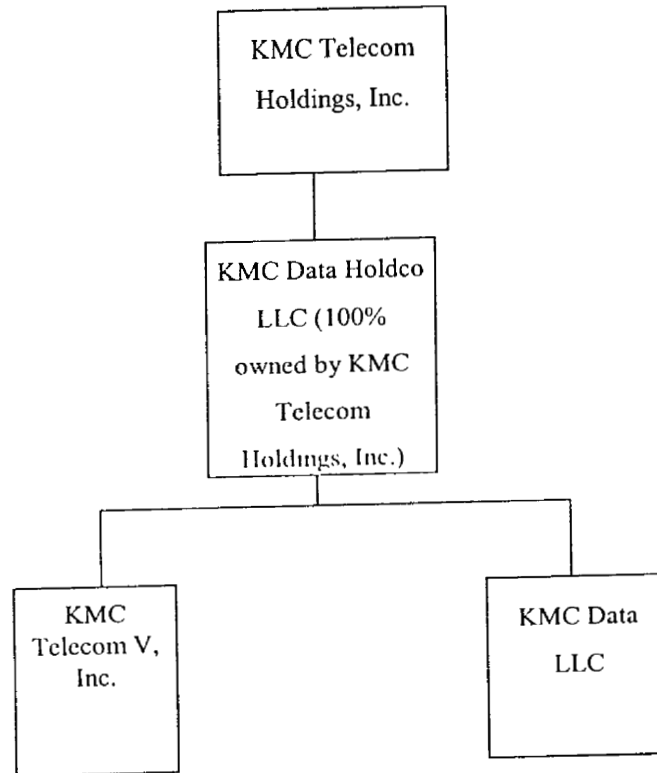 KMC Telecom
Holdings, Inc.
KMC Data Holdco
LLC (100%
owned by KMC
Telecom
Holdings, Inc.)
KMC
Telecom V,
Inc.
KMC Data
LLC